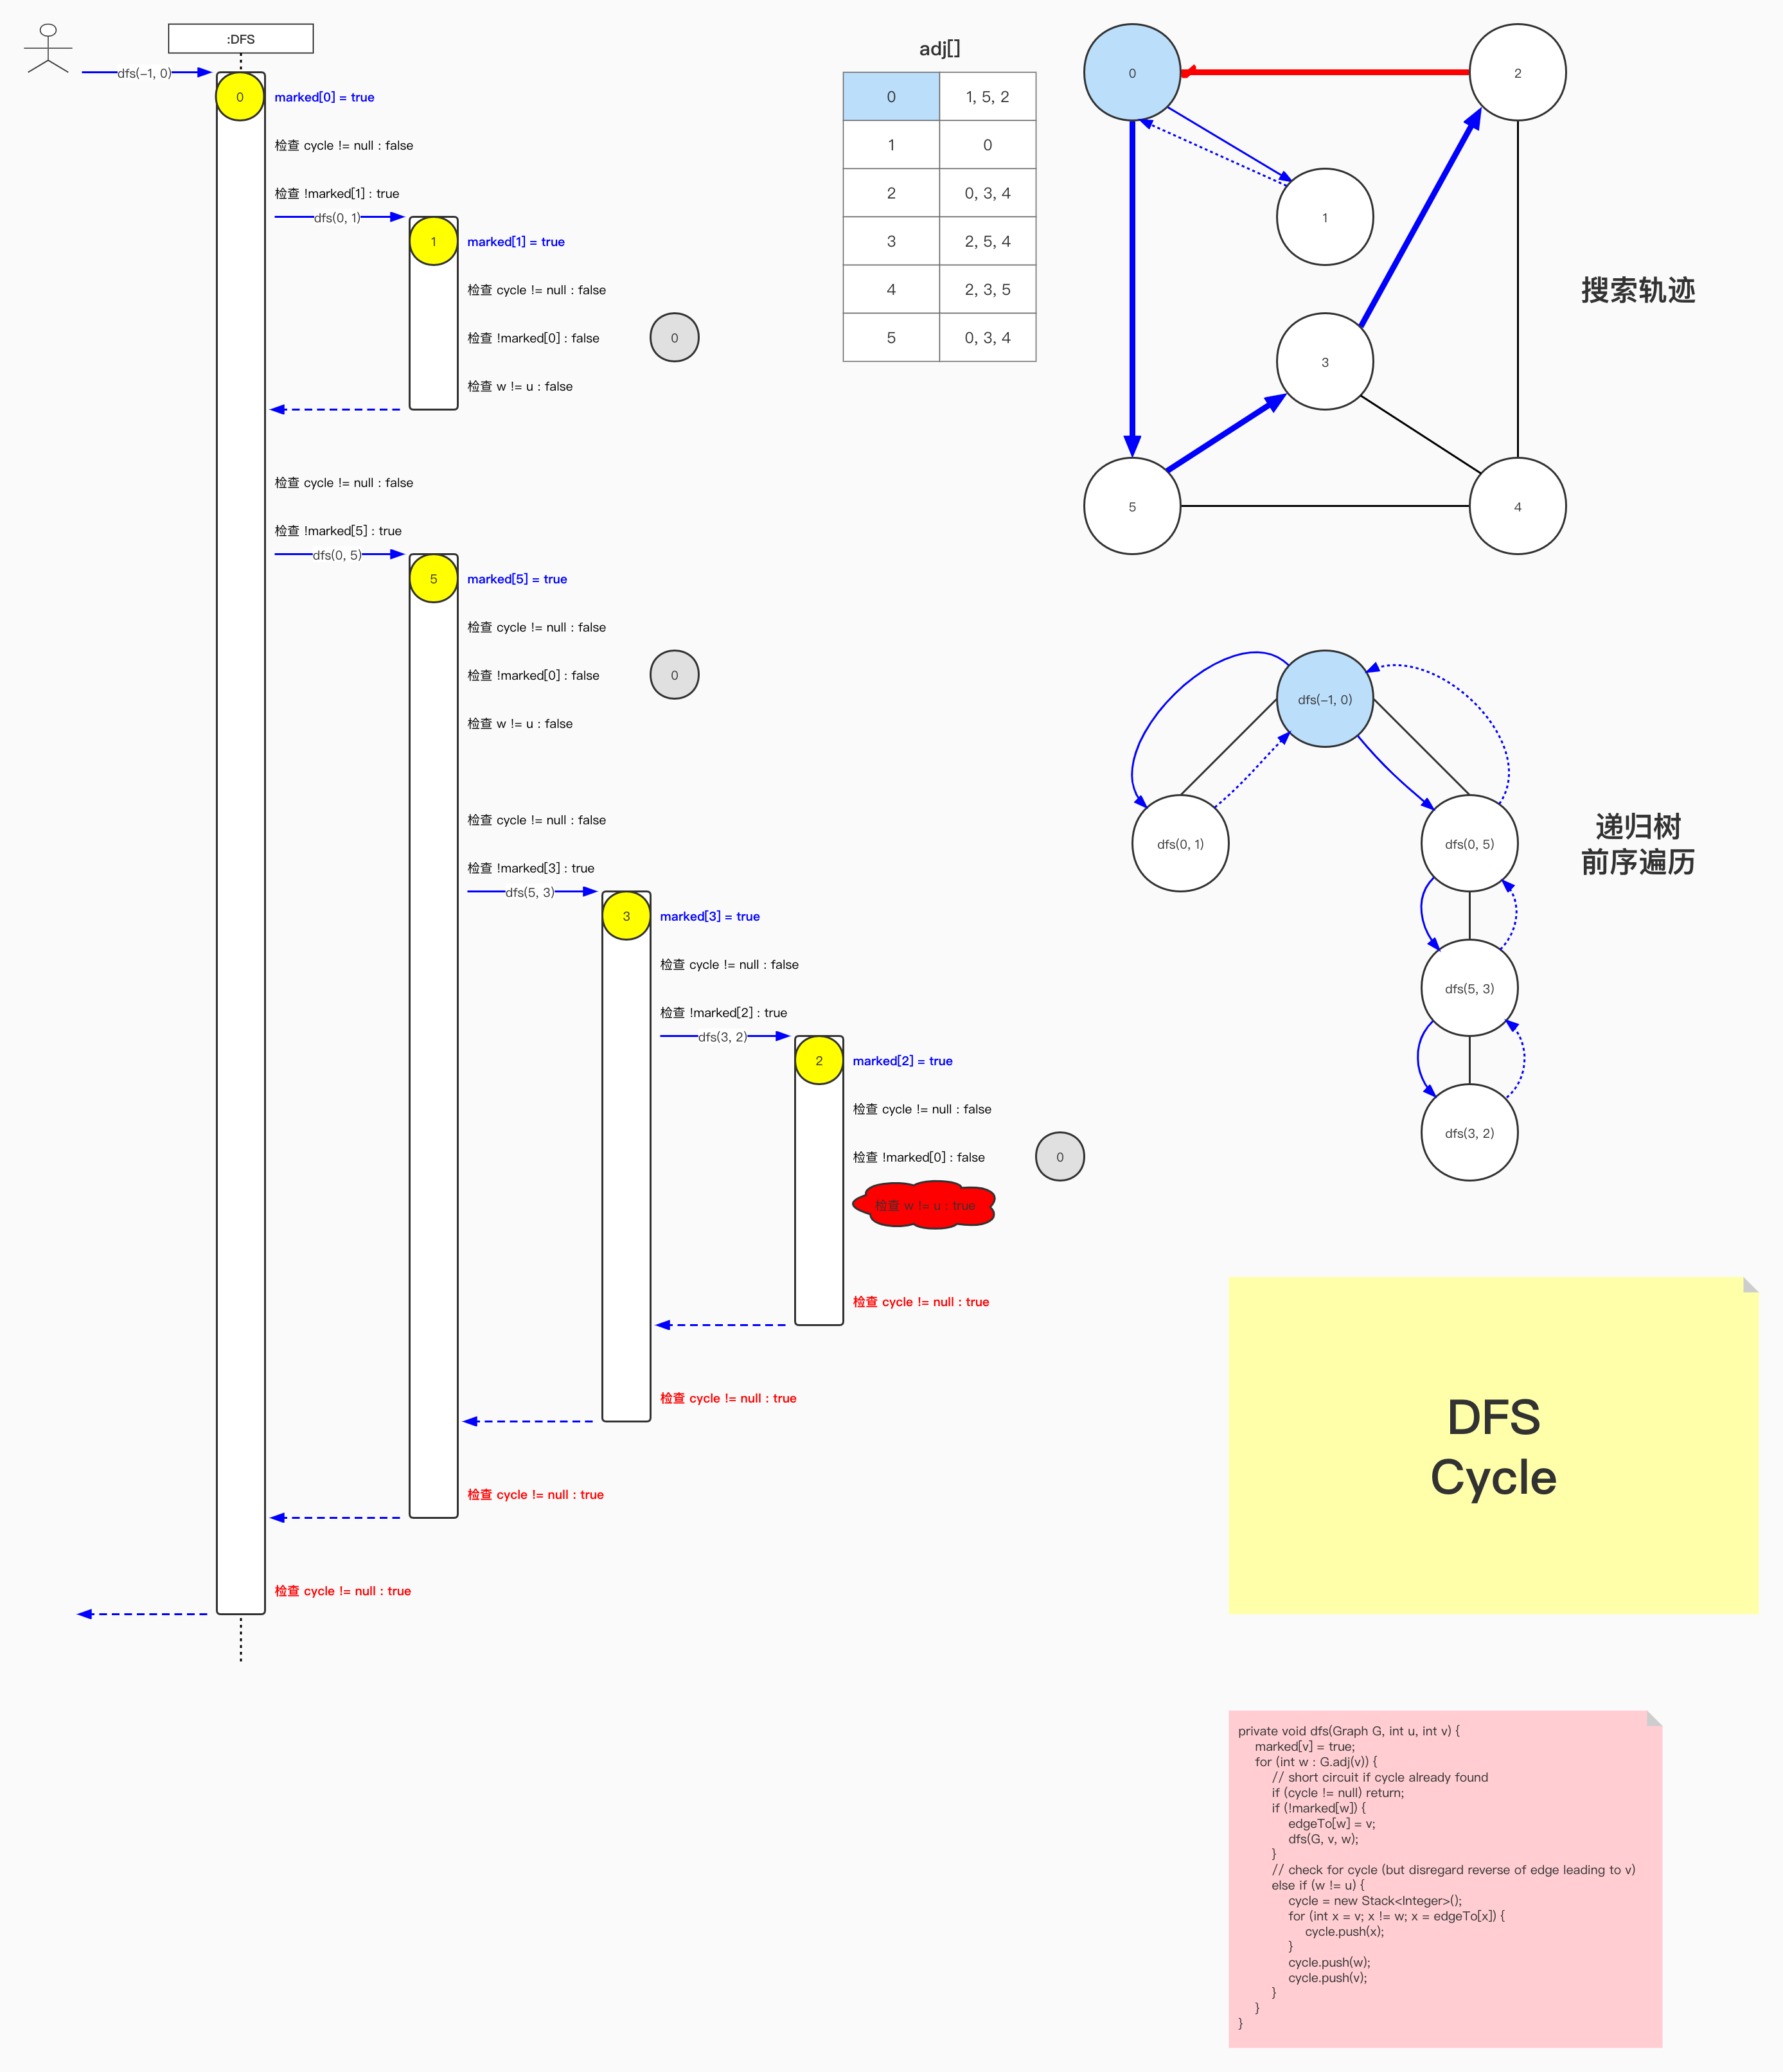 :DFS
dfs(-1, 0)
0
marked[0] = true
检查 cycle != null : false
检查 !marked[1] : true
dfs(0, 1)
1
marked[1] = true
检查 cycle != null : false
检查 !marked[0] : false
0
检查 w != u : false
检查 cycle != null : false
检查 !marked[5] : true
dfs(0, 5)
5
marked[5] = true
检查 cycle != null : false
检查 !marked[0] : false
0
检查 w != u : false
检查 cycle != null : false
检查 !marked[3] : true
dfs(5, 3)
3
marked[3] = true
检查 cycle != null : false
检查 !marked[2] : true
dfs(3, 2)
2
marked[2] = true
检查 cycle != null : false
检查 !marked[0] : false
0
检查 w != u : true
检查 cycle != null : true
检查 cycle != null : true
检查 cycle != null : true
检查 cycle != null : true
adj[]
0 1, 5, 2
1 0
2 0, 3, 4
3 2, 5, 4
4 2, 3, 5
5 0, 3, 4
0
2
1
3
5
4
搜索轨迹
dfs(-1, 0)
dfs(0, 1)
dfs(0, 5)
dfs(5, 3)
dfs(3, 2)
递归树
前序遍历
DFS
Cycle
private void dfs(Graph G, int u, int v) {
marked[v] = true;
for (int w : G.adj(v)) {
// short circuit if cycle already found
if (cycle != null) return;
if (!marked[w]) {
edgeTo[w] = v;
dfs(G, v, w);
}
// check for cycle (but disregard reverse of edge leading to v)
else if (w != u) {
cycle = new Stack<Integer>();
for (int x = v; x != w; x = edgeTo[x]) {
cycle.push(x);
}
cycle.push(w);
cycle.push(v);
}
}
}